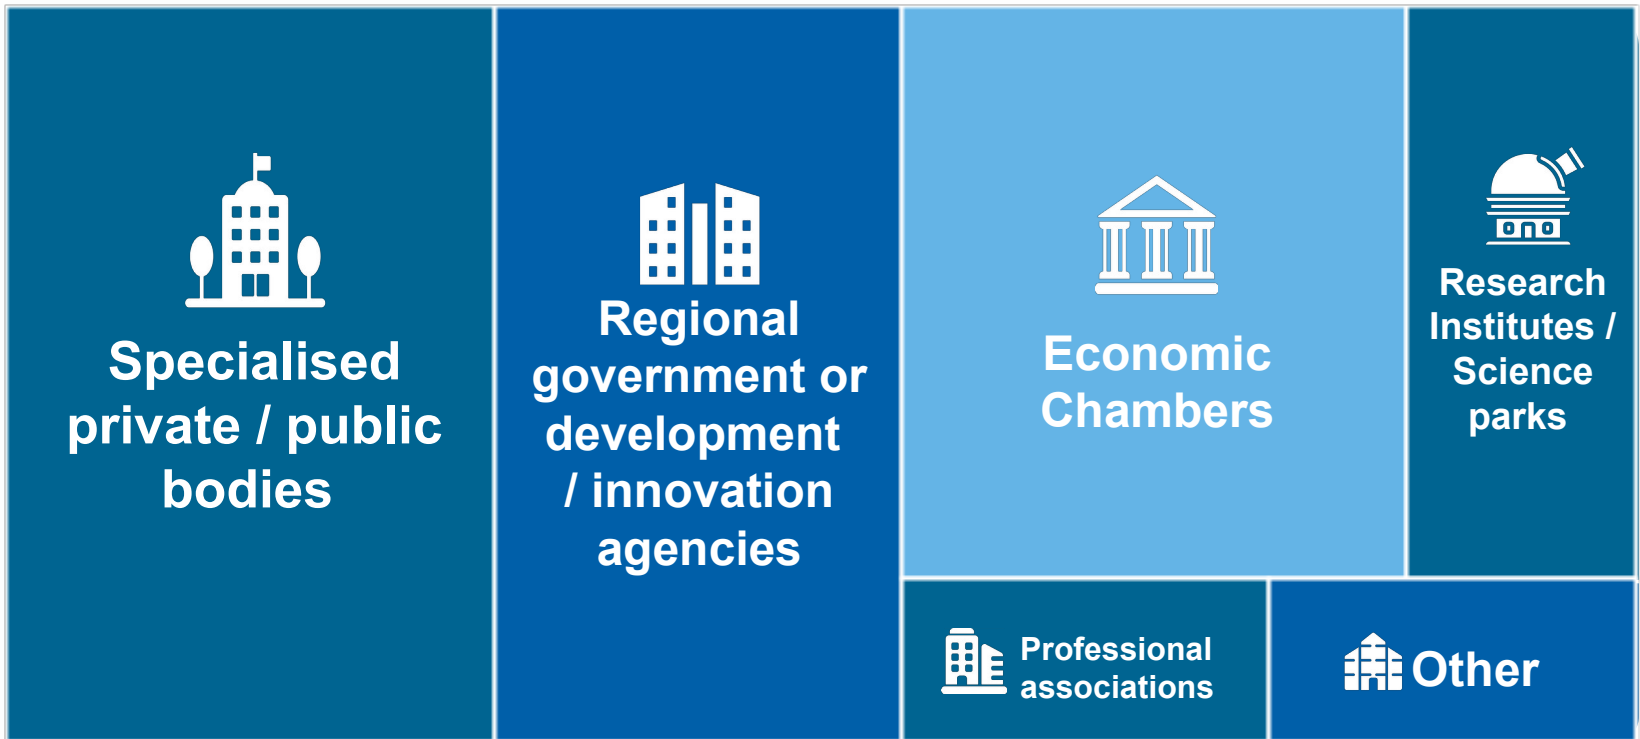 Specialised
private / public
bodies
Regional
government or
development
/ innovation
agencies
Economic
Chambers
Research
Institutes /
Science
parks
Professional
associations
Other